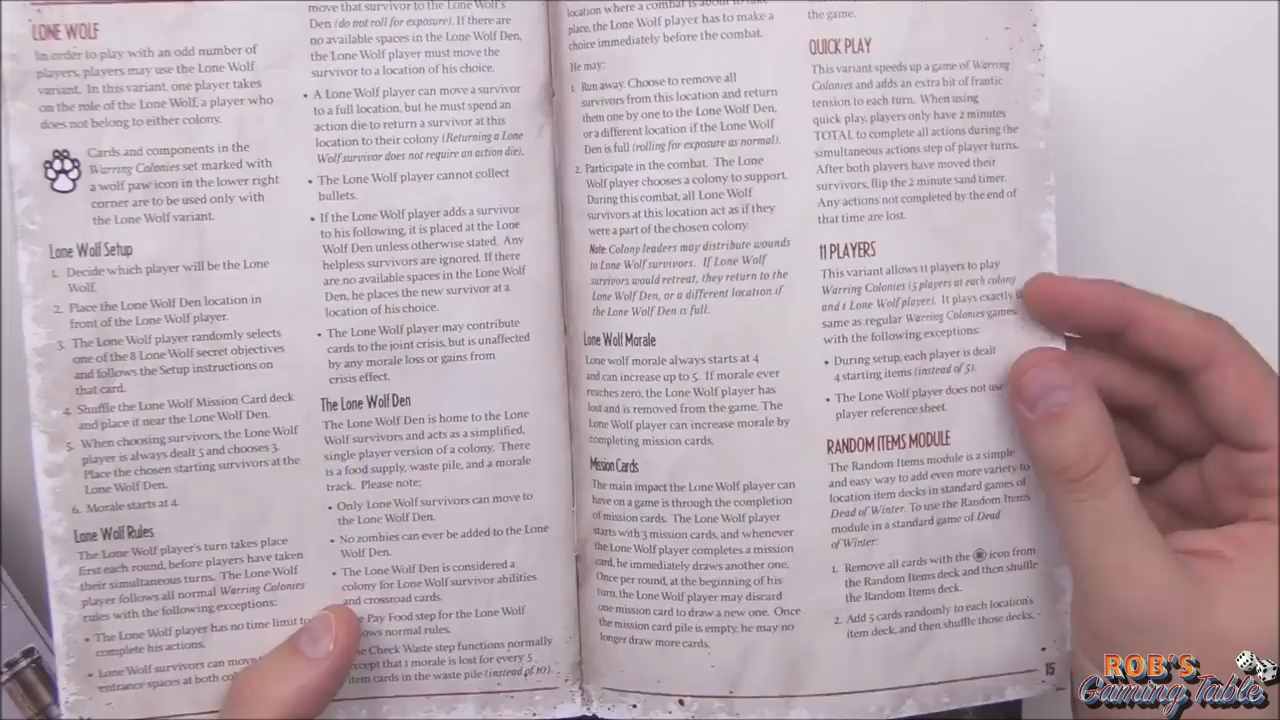 LONE WOLF
In order to play with an odd number of
players, players may use the Lone Wolf
variant. In this variant, one player takes
on the role of the Lone Wolf, a player who
does not belong to either colony.
Cards and components in the
Warring Colonies set marked with
a wolf paw icon in the lower right
corner are to be used only with
the Lone Wolf variant.
Lone Wolf Setup
1. Decide which player will be the Lone
Wolf.
2. Place the Lone Wolf Den location in
front of the Lone Wolf player.
3. The Lone Wolf player randomly selects
one of the 8 Lone Wolf secret objectives
and follows the Setup instructions on
that card.
4. Shuffle the Lone Wolf Mission Card deck
and place it near the Lone Wolf Den.
5. When choosing survivors, the Lone Wolf
player is always dealt 5 and chooses 3.
Place the chosen starting survivors at the
Lone Wolf Den.
6. Morale starts at 4.
Lone Wolf Rules
The Lone Wolf player's turn takes place
first each round, before players have taken
their simultaneous turns. The Lone Wolf
player follows all normal Warring Colonies
rules with the following exceptions:
• The Lone Wolf player has no time limit to
complete his actions.
• Lone Wolf survivors can move
entrance spaces at both
move that survivor to the Lone Wolf's
Den (do not roll for exposure). If there are
no available spaces in the Lone Wolf Den,
the Lone Wolf player must move the
survivor to a location of his choice.
• A Lone Wolf player can move a survivor
to a full location, but he must spend an
action die to return a survivor at this
location to their colony (Returning a Lone
Wolf survivor does not require an action die).
• The Lone Wolf player cannot collect
bullets.
• If the Lone Wolf player adds a survivor
to his following, it is placed at the Lone
Wolf Den unless otherwise stated. Any
helpless survivors are ignored. If there
are no available spaces in the Lone Wolf
Den, he places the new survivor at a
location of his choice.
• The Lone Wolf player may contribute
cards to the joint crisis, but is unaffected
by any morale loss or gains from
crisis effect.
The Lone Wolf Den
The Lone Wolf Den is home to the Lone
Wolf survivors and acts as a simplified,
single player version of a colony. There
is a food supply, waste pile, and a morale
track. Please note:
• Only Lone Wolf survivors can move to
the Lone Wolf Den.
• No zombies can ever be added to the Lone
Wolf Den.
• The Lone Wolf Den is considered a
colony for Lone Wolf survivor abilities
and crossroad cards.
Pay Food step for the Lone Wolf
normal rules.
Check Waste step functions normally
except that 1 morale is lost for every 5
item cards in the waste pile (instead of 10).
location where a combat is about to take
place, the Lone Wolf player has to make a
choice immediately before the combat.
He may:
1. Run away. Choose to remove all
survivors from this location and return
them one by one to the Lone Wolf Den,
or a different location if the Lone Wolf
Den is full (rolling for exposure as normal).
2. Participate in the combat. The Lone
Wolf player chooses a colony to support.
During this combat, all Lone Wolf
survivors at this location act as if they
were a part of the chosen colony.
Note: Colony leaders may distribute wounds
to Lone Wolf survivors. If Lone Wolf
survivors would retreat, they return to the
Lone Wolf Den, or a different location if
the Lone Wolf Den is full.
Lone Wolf Morale
Lone wolf morale always starts at 4
and can increase up to 5. If morale ever
reaches zero, the Lone Wolf player has
lost and is removed from the game. The
Lone Wolf player can increase morale by
completing mission cards.
Mission Cards
The main impact the Lone Wolf player can
have on a game is through the completion
of mission cards. The Lone Wolf player
starts with 3 mission cards, and whenever
the Lone Wolf player completes a mission
card, he immediately draws another one.
Once per round, at the beginning of his
turn, the Lone Wolf player may discard
one mission card to draw a new one. Once
the mission card pile is empty, he may no
longer draw more cards.
the game.
QUICK PLAY
This variant speeds up a game of Warring
Colonies and adds an extra bit of frantic
tension to each turn. When using
quick play, players only have 2 minutes
TOTAL to complete all actions during the
simultaneous actions step of player turns.
After both players have moved their
survivors, flip the 2 minute sand timer.
Any actions not completed by the end of
that time are lost.
11 PLAYERS
This variant allows 11 players to play
Warring Colonies (5 players at each colony
and 1 Lone Wolf player). It plays exactly
same as regular Warring Colonies games
with the following exceptions:
• During setup, each player is dealt
4 starting items (instead of 5).
• The Lone Wolf player does not use
player reference sheet.
RANDOM ITEMS MODULE
The Random Items module is a simple
and easy way to add even more variety to
location item decks in standard games of
Dead of Winter. To use the Random Items
module in a standard game of Dead
of Winter:
1. Remove all cards with the icon from
the Random Items deck and then shuffle
the Random Items deck.
2. Add 5 cards randomly to each location's
item deck, and then shuffle those decks.
15
ROB'S
Gaming Table